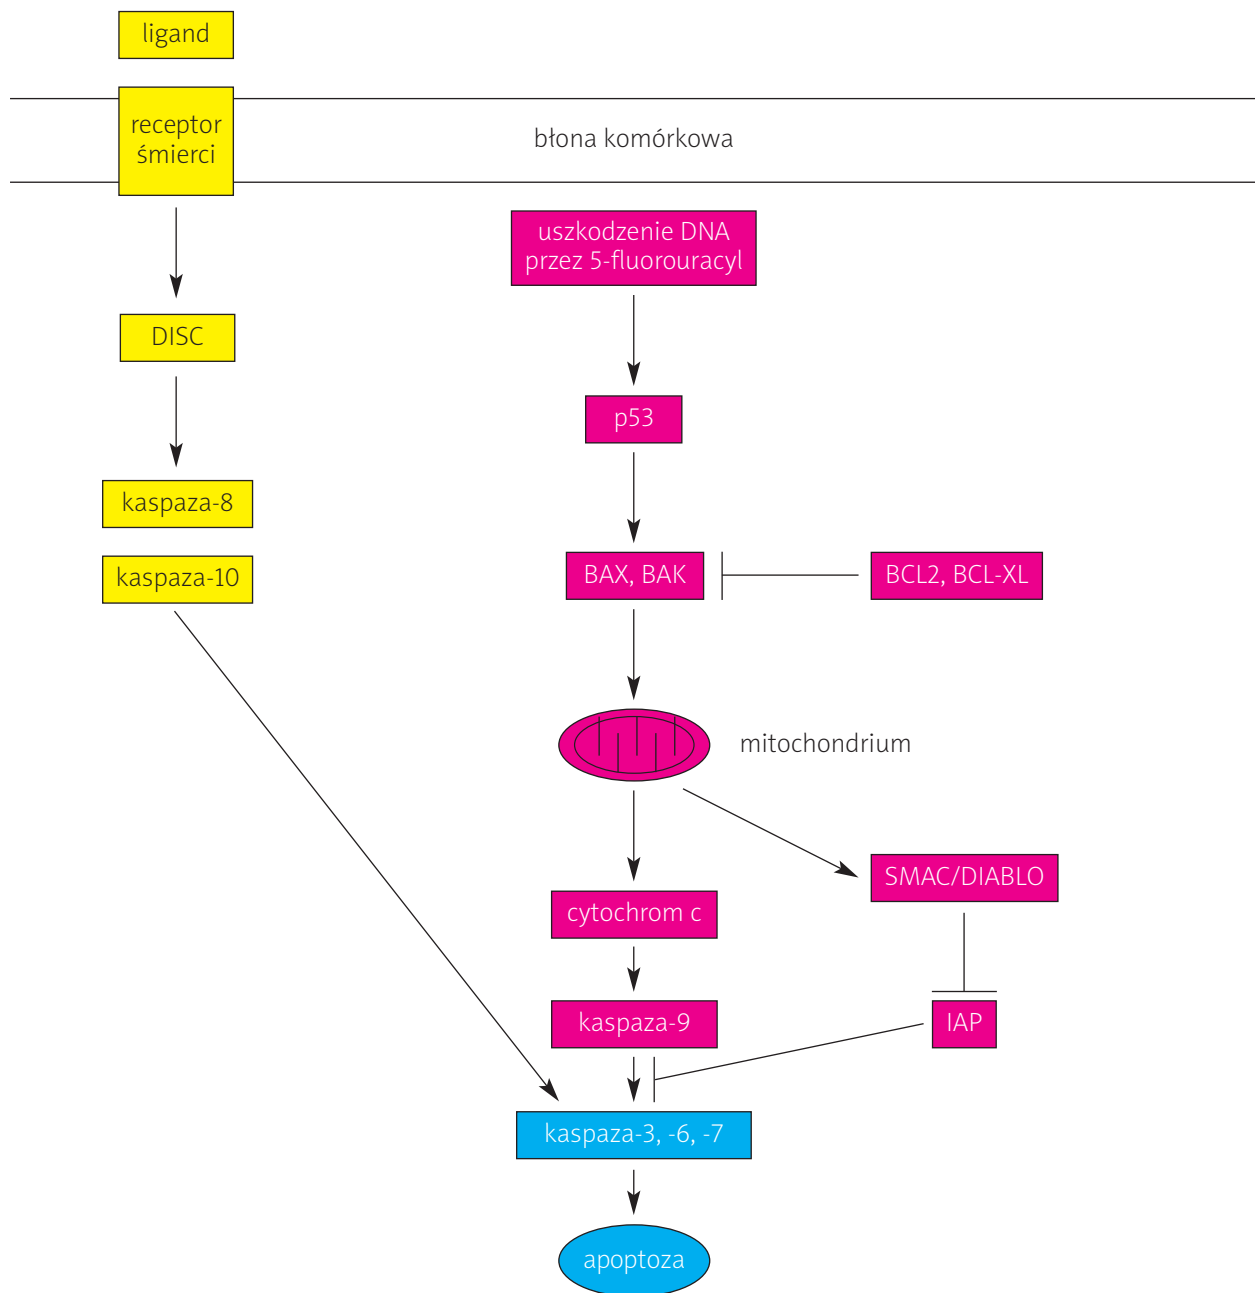 ligand
receptor
śmierci
błona komórkowa
uszkodzenie DNA
przez 5-fluorouracyl
DISC
p53
kaspaza-8
kaspaza-10
BAX, BAK
BCL2, BCL-XL
mitochondrium
SMAC/DIABLO
cytochrom c
kaspaza-9
IAP
kaspaza-3, -6, -7
apoptoza